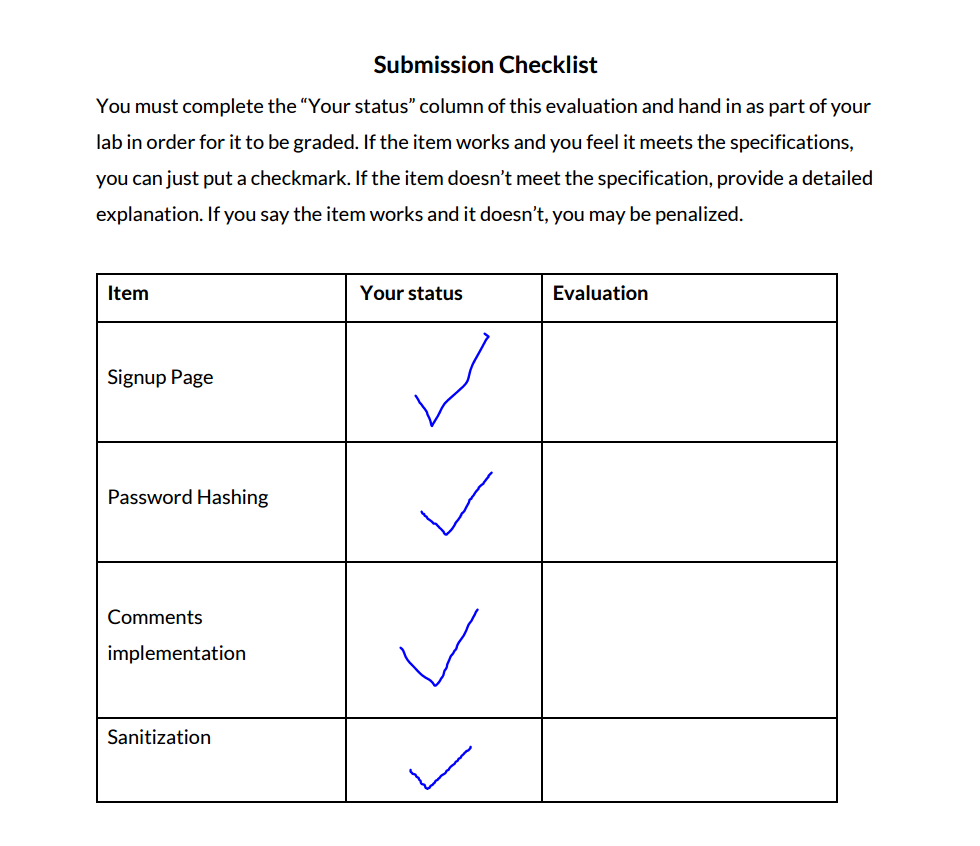 Submission Checklist
You must complete the “Your status” column of this evaluation and hand in as part of your
lab in order for it to be graded. If the item works and you feel it meets the specifications,
you can just put a checkmark. If the item doesn’t meet the specification, provide a detailed
explanation. If you say the item works and it doesn’t, you may be penalized.
Item Your status Evaluation
Signup Page
Password Hashing
Comments
implementation
Sanitization